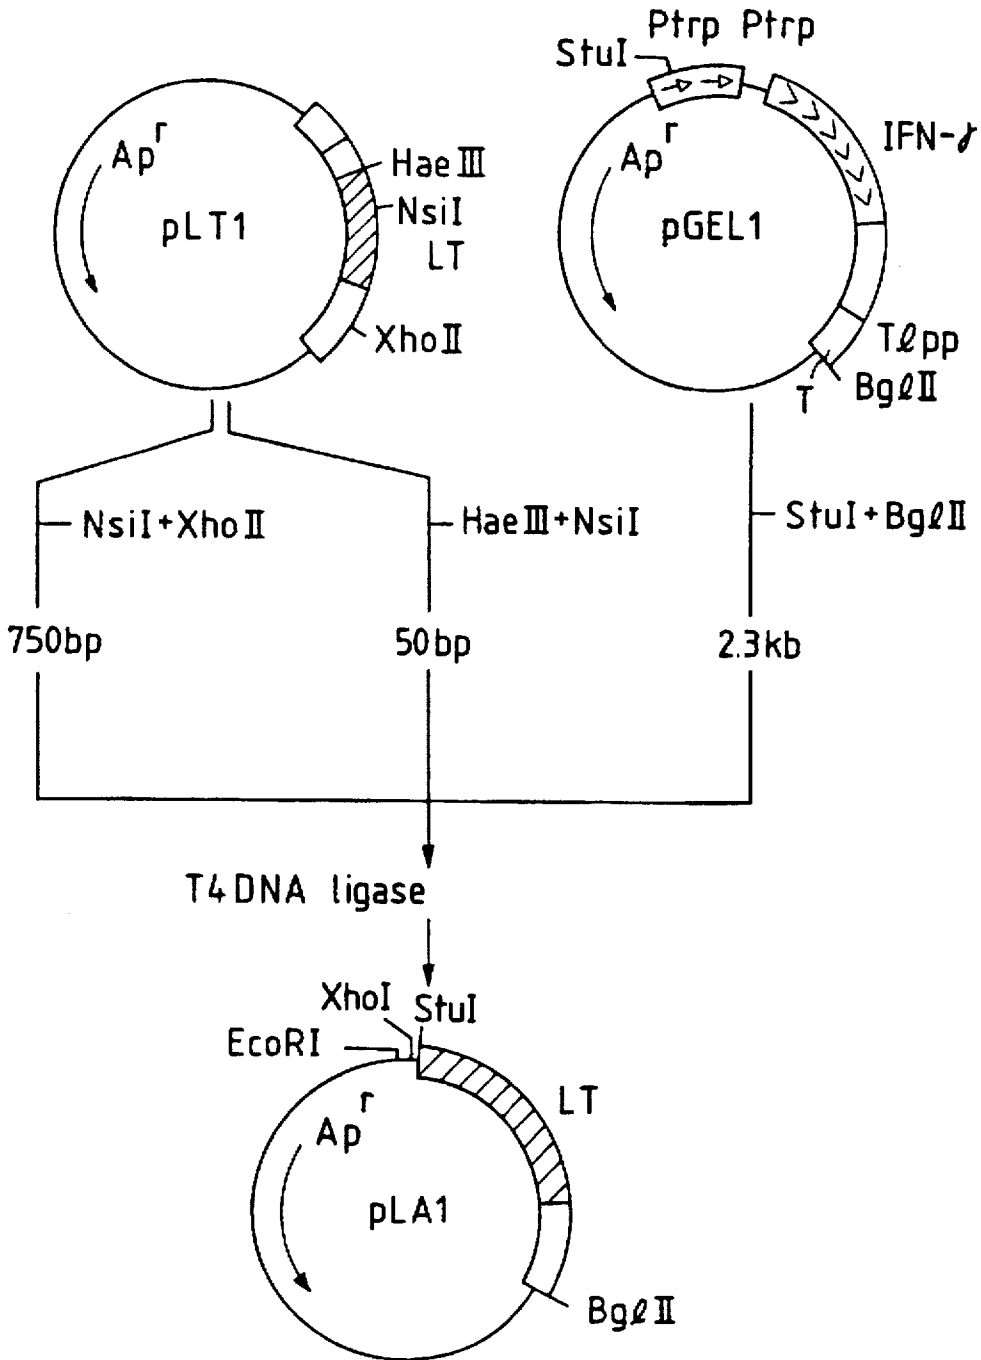 Ptrp Ptrp
StuI
Ap r
HaeIII
NsiI
LT
XhoII
pLT1
IFN-γ
Ap r
pGEL1
Tℓpp
T
BgℓII
NsiI+XhoII
HaeIII+NsiI
StuI+BgℓII
750bp
50bp
2.3kb
T4DNA ligase
XhoI
StuI
EcoRI
LT
Ap r
pLA1
BgℓII